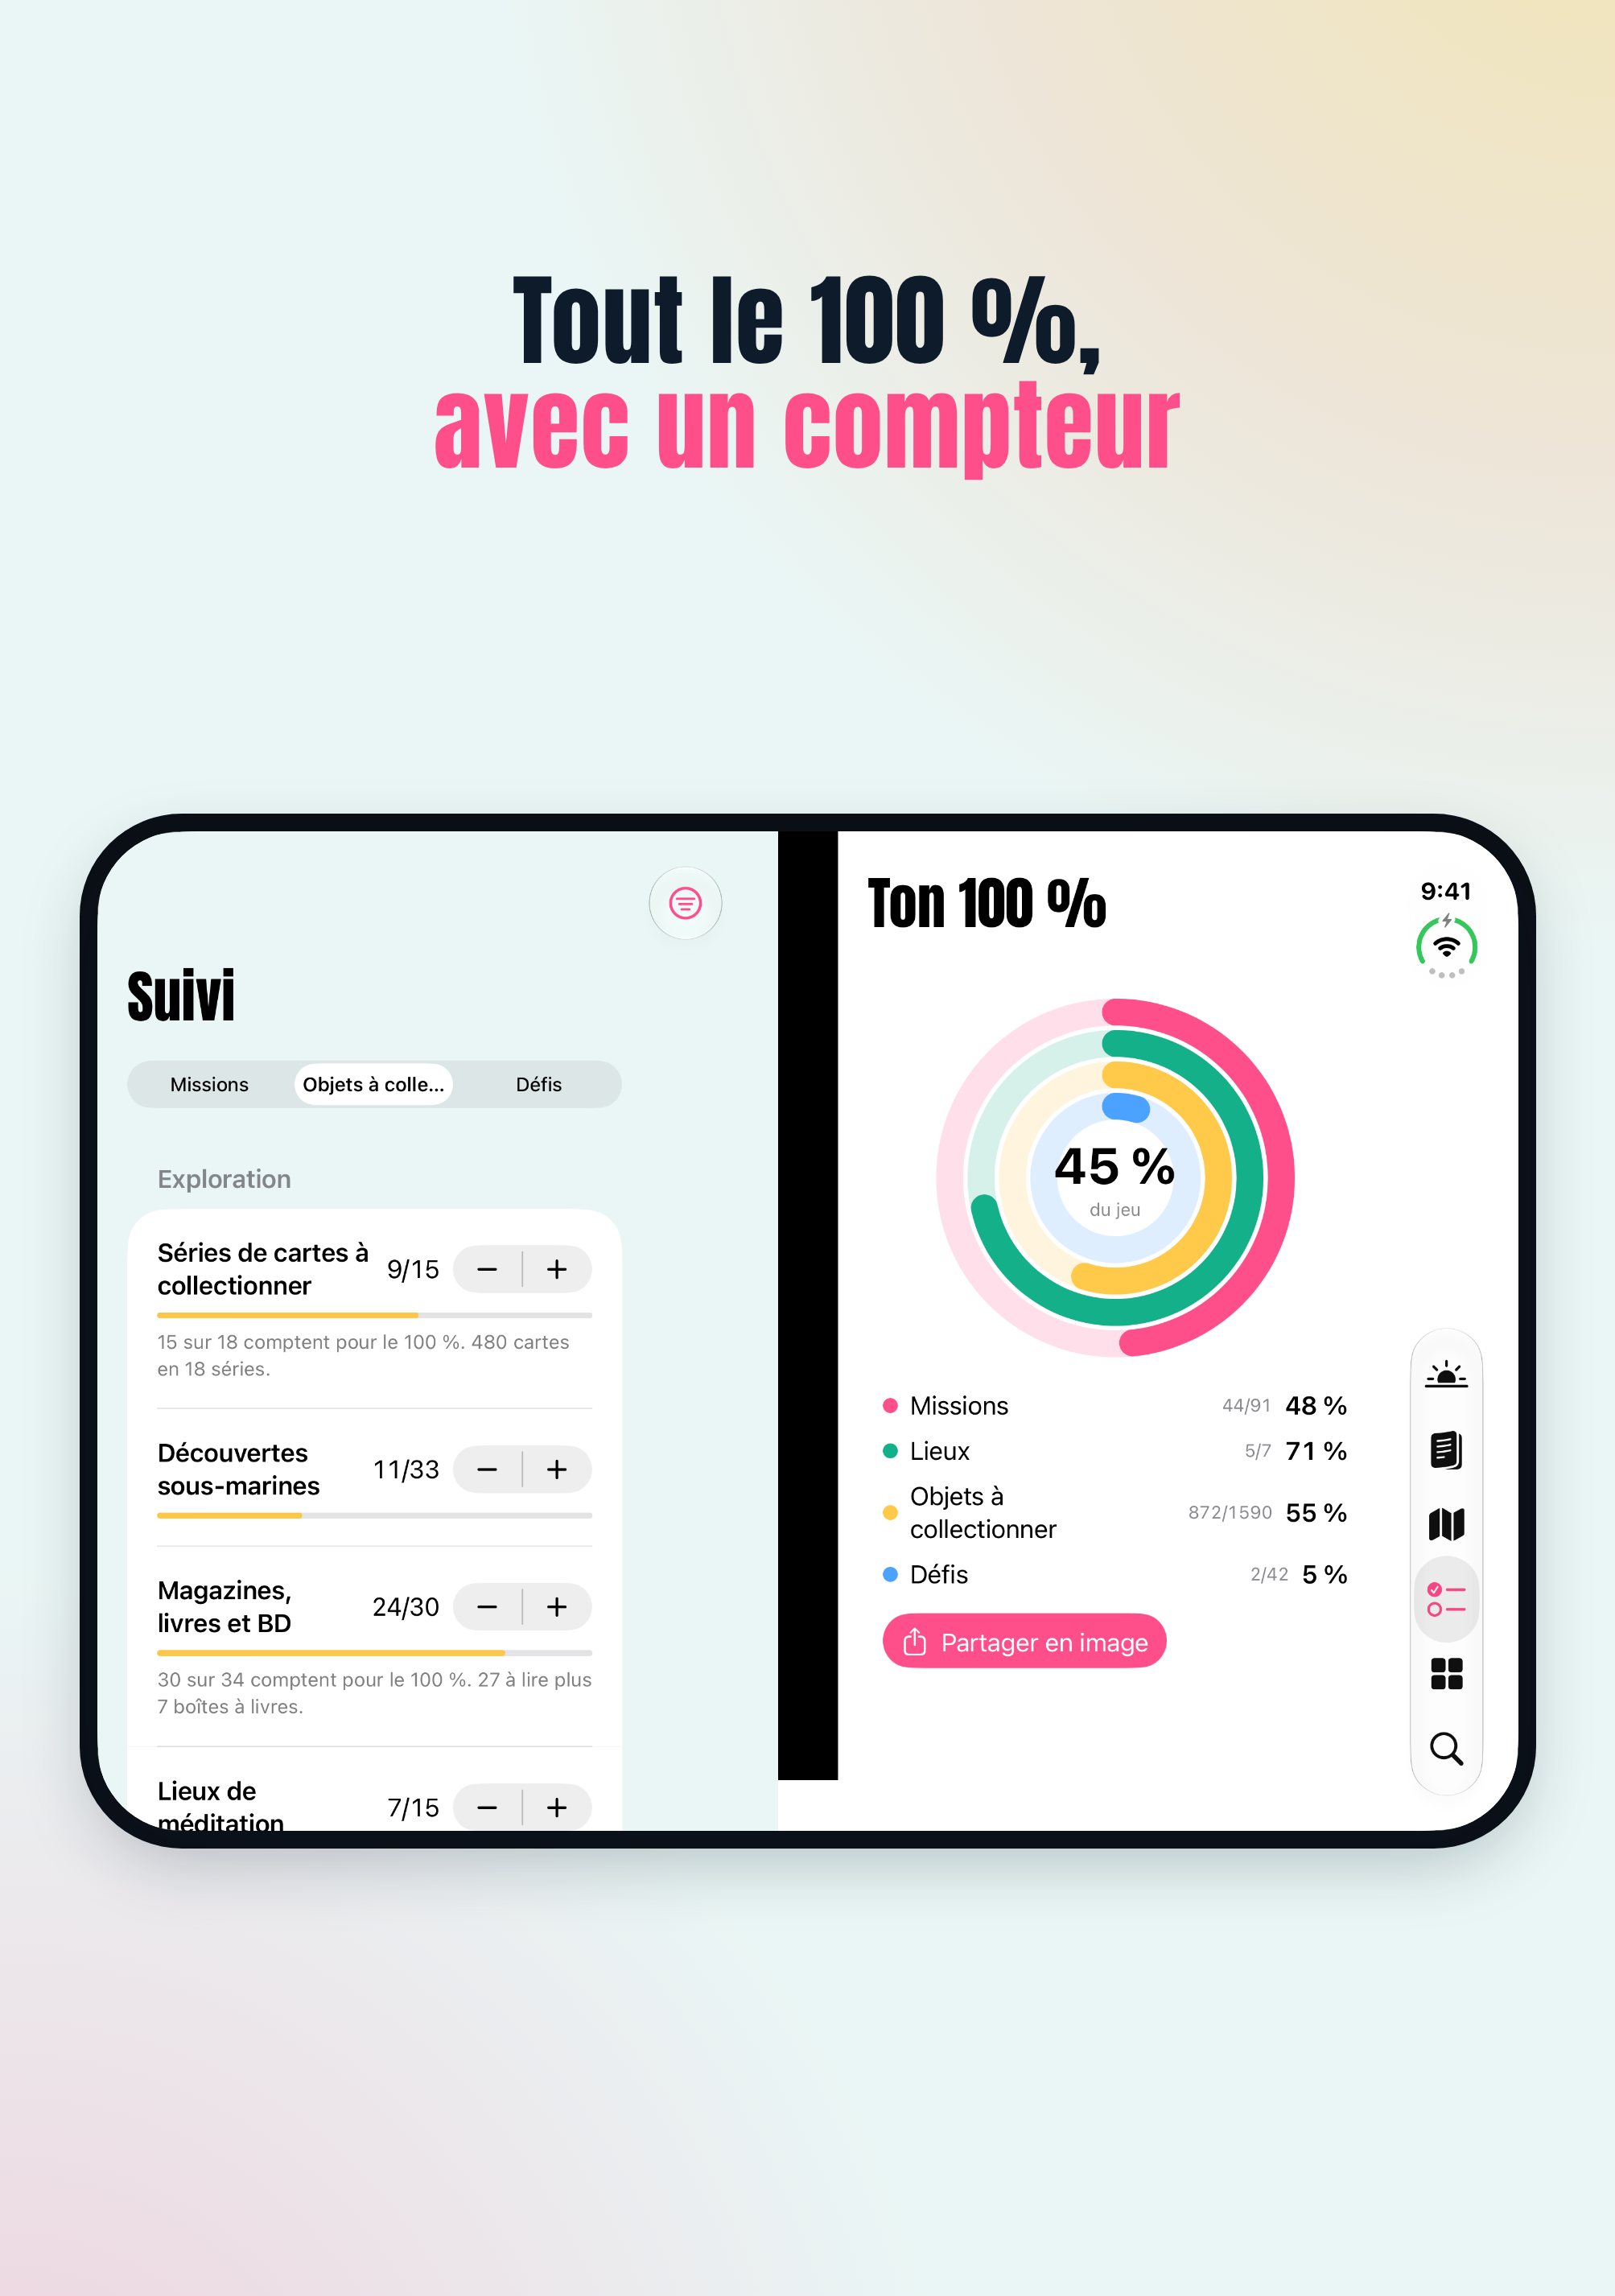 Tout le 100 %,
avec un compteur
Suivi
Missions
Objets à colle...
Défis
Exploration
Séries de cartes à
collectionner
9/15
15 sur 18 comptent pour le 100 %. 480 cartes
en 18 séries.
Découvertes
sous-marines
11/33
Magazines,
livres et BD
24/30
30 sur 34 comptent pour le 100 %. 27 à lire plus
7 boîtes à livres.
Lieux de
méditation
7/15
Ton 100 %
9:41
45 %
du jeu
Missions 44/91 48 %
Lieux 5/7 71 %
Objets à
collectionner
872/1590 55 %
Défis 2/42 5 %
Partager en image